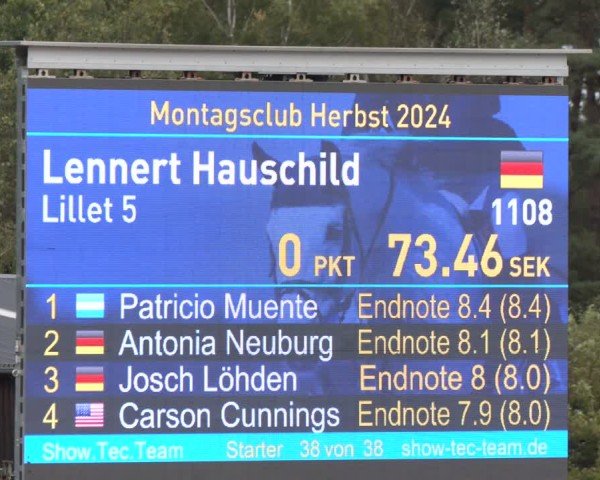 Montagsclub Herbst 2024
Lennert Hauschild
Lillet 5 1108
0 PKT 73.46 SEK
1 Patricio Muente Endnote 8.4 (8.4)
2 Antonia Neuburg Endnote 8.1 (8.1)
3 Josch Löhden Endnote 8 (8.0)
4 Carson Cunnings Endnote 7.9 (8.0)
Show.Tec.Team Starter 38 von 38 show-tec-team.de